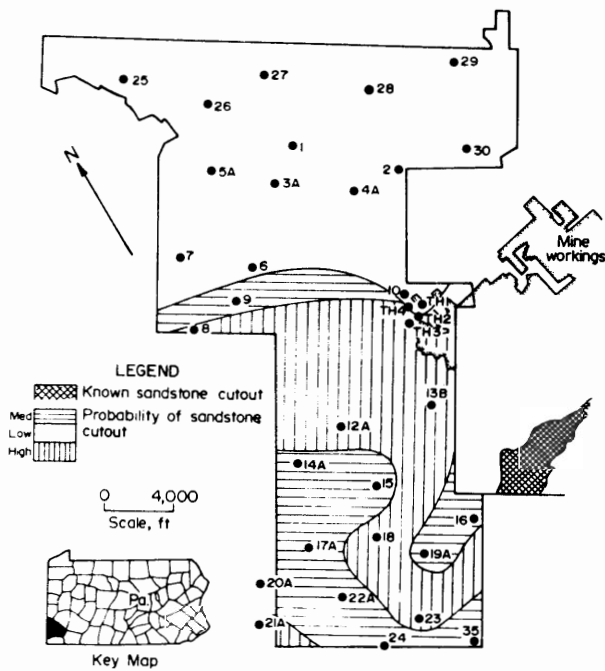 29
25
27
28
26
1
30
5A
2
3A
4A
N
Mine
workings
7
6
9
10
TH1
TH4
TH2
TH3
8
LEGEND
Known sandstone cutout
Med
Low
High
Probability of sandstone
cutout
13B
12A
14A
15
0 4,000
Scale, ft
16
18
17A
19A
20A
22A
23
21A
24
35
Pa.
Key Map